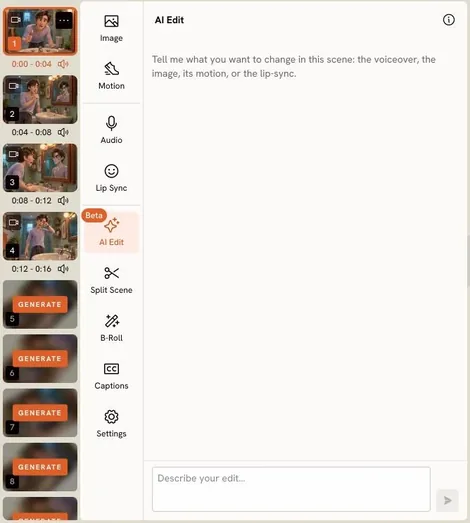 1
0:00 - 0:04
2
0:04 - 0:08
3
0:08 - 0:12
4
0:12 - 0:16
GENERATE
5
GENERATE
6
GENERATE
7
GENERATE
8
GENERATE
Image
Motion
Audio
Lip Sync
Beta
AI Edit
Split Scene
B-Roll
CC
Captions
Settings
AI Edit
Tell me what you want to change in this scene: the voiceover, the
image, its motion, or the lip-sync.
Describe your edit...